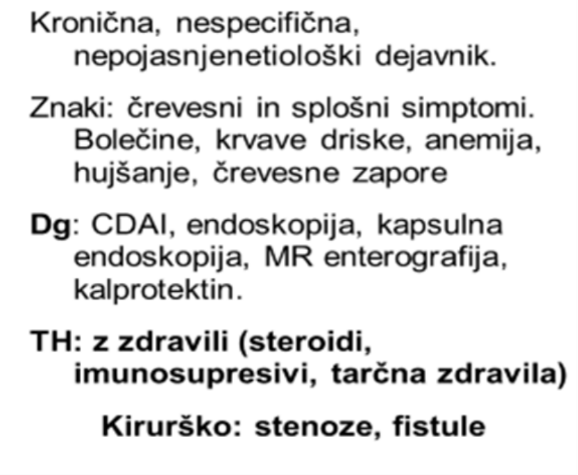 Kronična, nespecifična,
nepojasnjenetiološki dejavnik.
Znaki: črevesni in splošni simptomi.
Bolečine, krvave driske, anemija,
hujšanje, črevesne zapore
Dg: CDAI, endoskopija, kapsulna
endoskopija, MR enterografija,
kalprotektin.
TH: z zdravili (steroidi,
imunosupresivi, tarčna zdravila)
Kirurško: stenoze, fistule